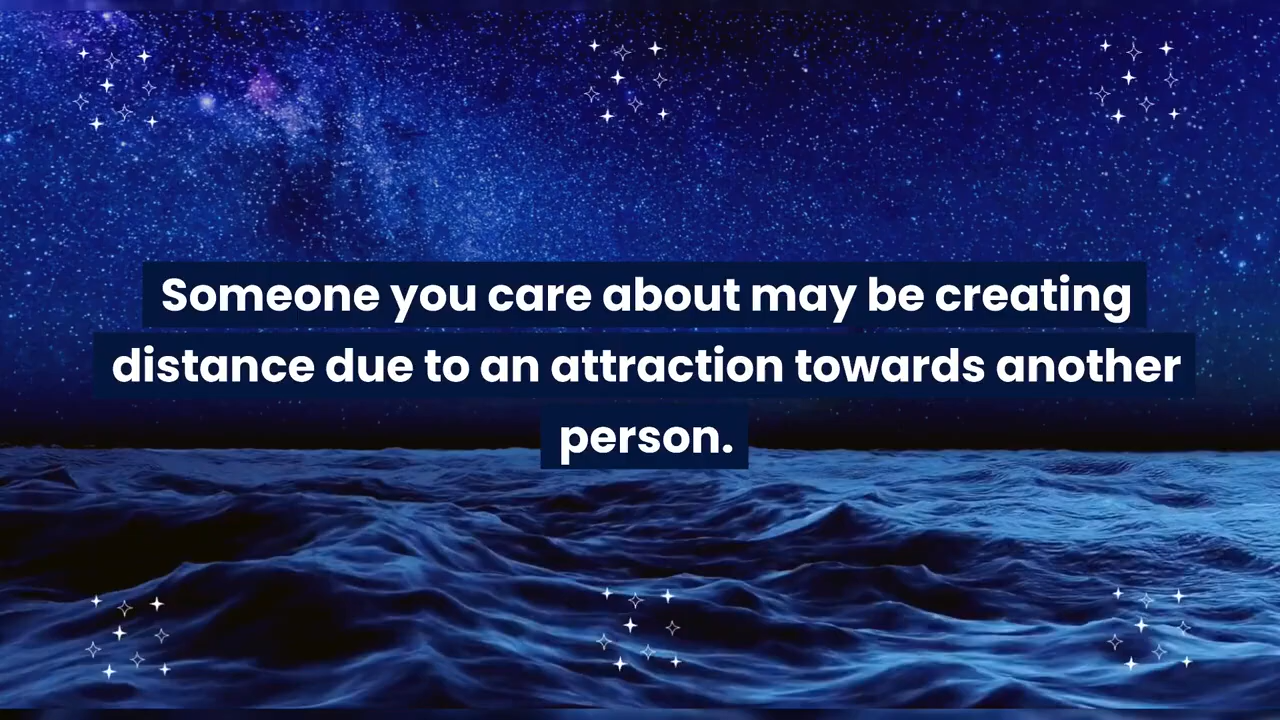 Someone you care about may be creating
distance due to an attraction towards another
person.